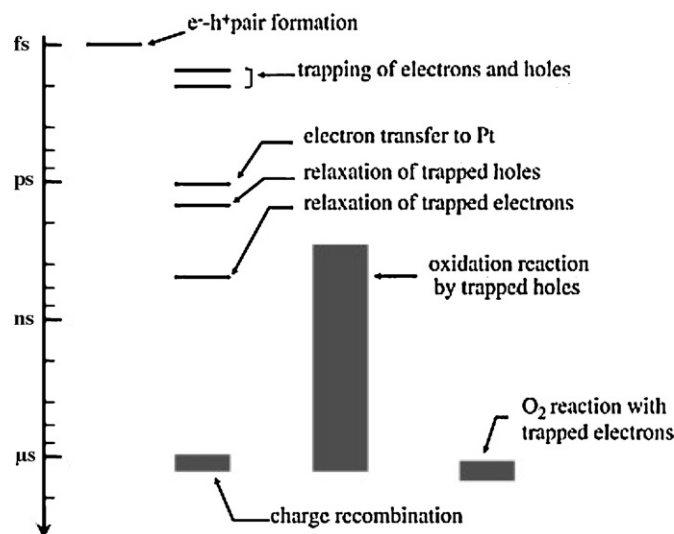 e⁻-h⁺pair formation
fs
trapping of electrons and holes
electron transfer to Pt
relaxation of trapped holes
ps
relaxation of trapped electrons
oxidation reaction
by trapped holes
ns
O₂ reaction with
trapped electrons
µs
charge recombination